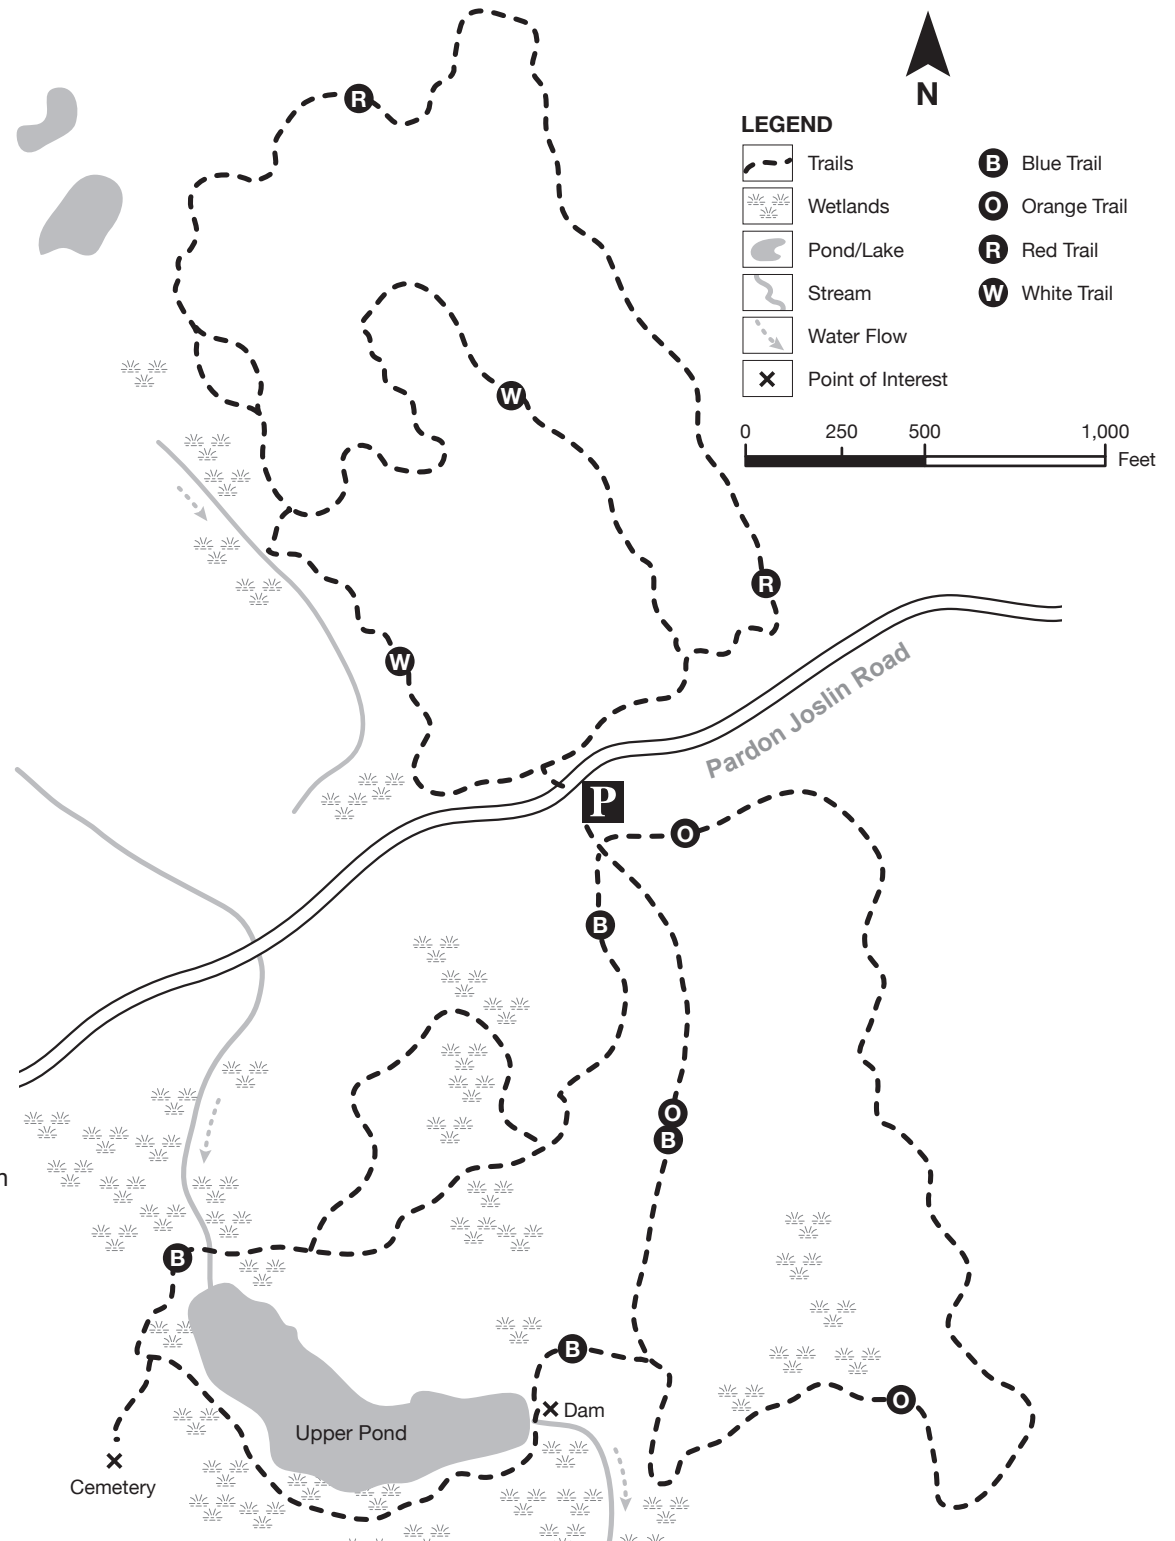 N
LEGEND
Trails
Wetlands
Pond/Lake
Stream
Water Flow
Point of Interest
B Blue Trail
O Orange Trail
R Red Trail
W White Trail
0 250 500 1,000
Feet
R
W
R
W
Pardon Joslin Road
P
O
B
O
B
n
B
B
O
Dam
Upper Pond
Cemetery